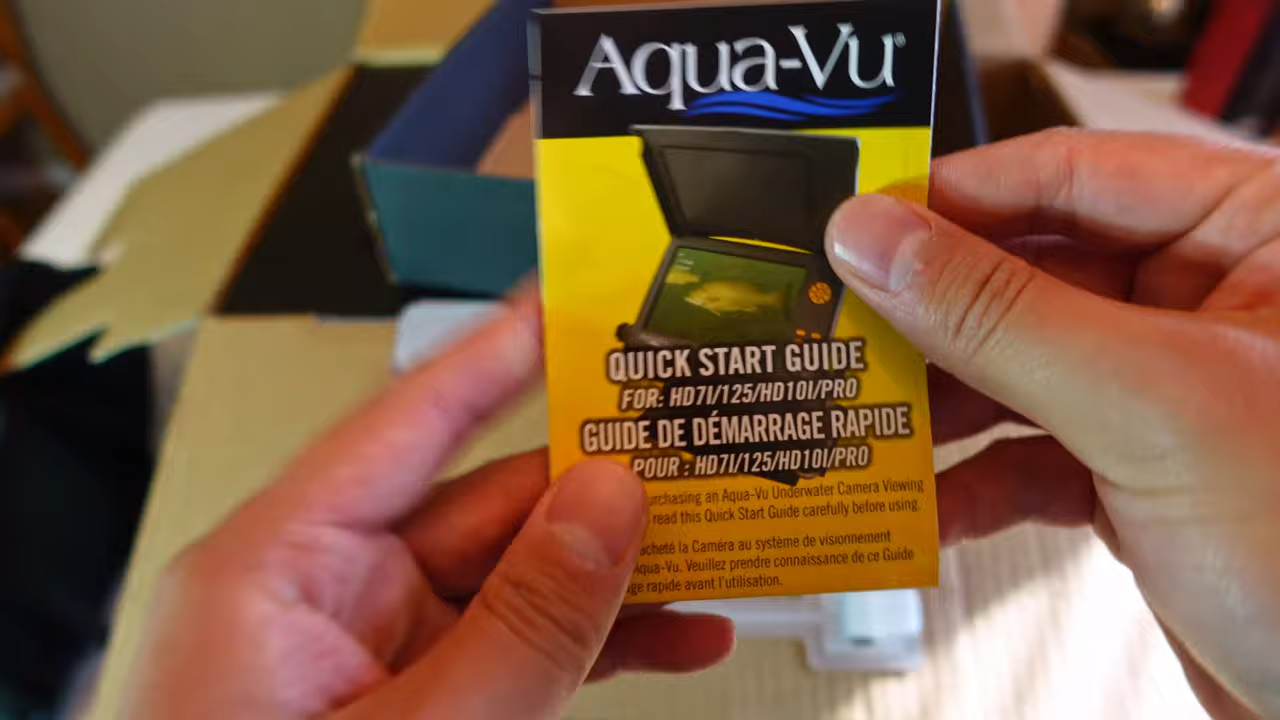 Aqua-Vu®
QUICK START GUIDE
FOR: HD7I/125/HD10I/PRO
GUIDE DE DÉMARRAGE RAPIDE
POUR : HD7I/125/HD10I/PRO
an Aqua-Vu Underwater Camera Viewing
read this Quick Start Guide carefully before using.
la Caméra au système de visionnement
Aqua-Vu. Veuillez prendre connaissance de ce Guide
rapide avant l'utilisation.